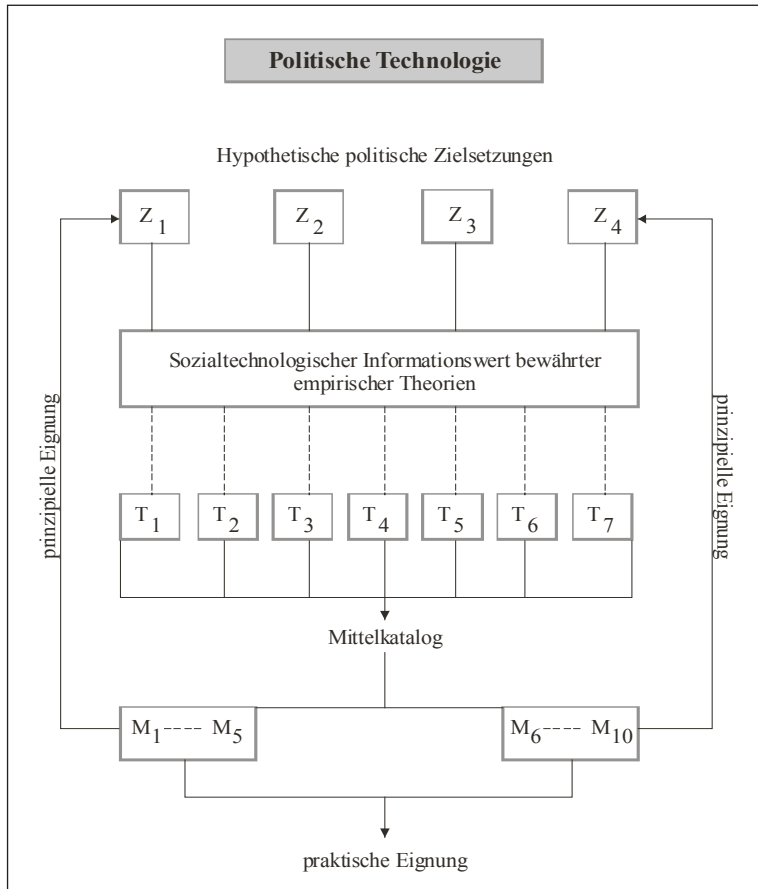 Politische Technologie
Hypothetische politische Zielsetzungen
Z1 Z2 Z3 Z4
Sozialtechnologischer Informationswert bewährter
empirischer Theorien
prinzipielle Eignung
prinzipielle Eignung
T1 T2 T3 T4 T5 T6 T7
Mittelkatalog
M1---- M5 M6---- M10
praktische Eignung